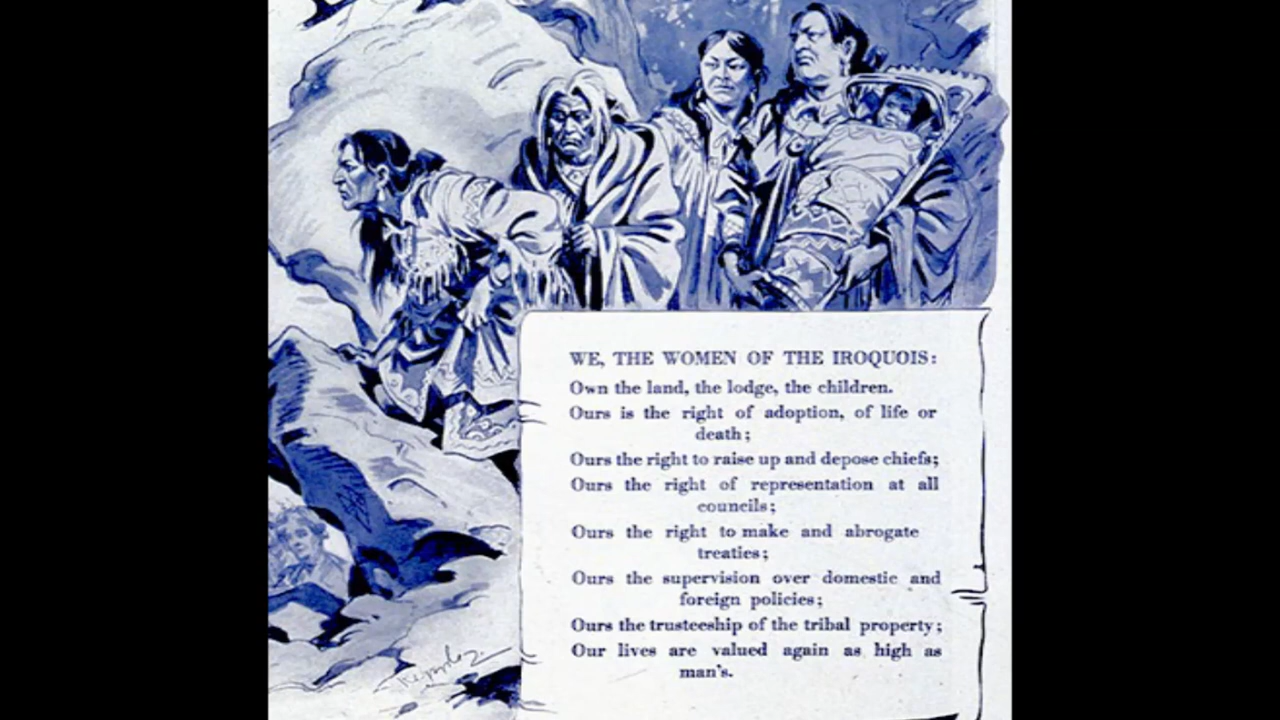 WE, THE WOMEN OF THE IROQUOIS:
Own the land, the lodge, the children.
Ours is the right of adoption, of life or
death;
Ours the right to raise up and depose chiefs;
Ours the right of representation at all
councils;
Ours the right to make and abrogate
treaties;
Ours the supervision over domestic and
foreign policies;
Ours the trusteeship of the tribal property;
Our lives are valued again as high as
man's.
Keppler